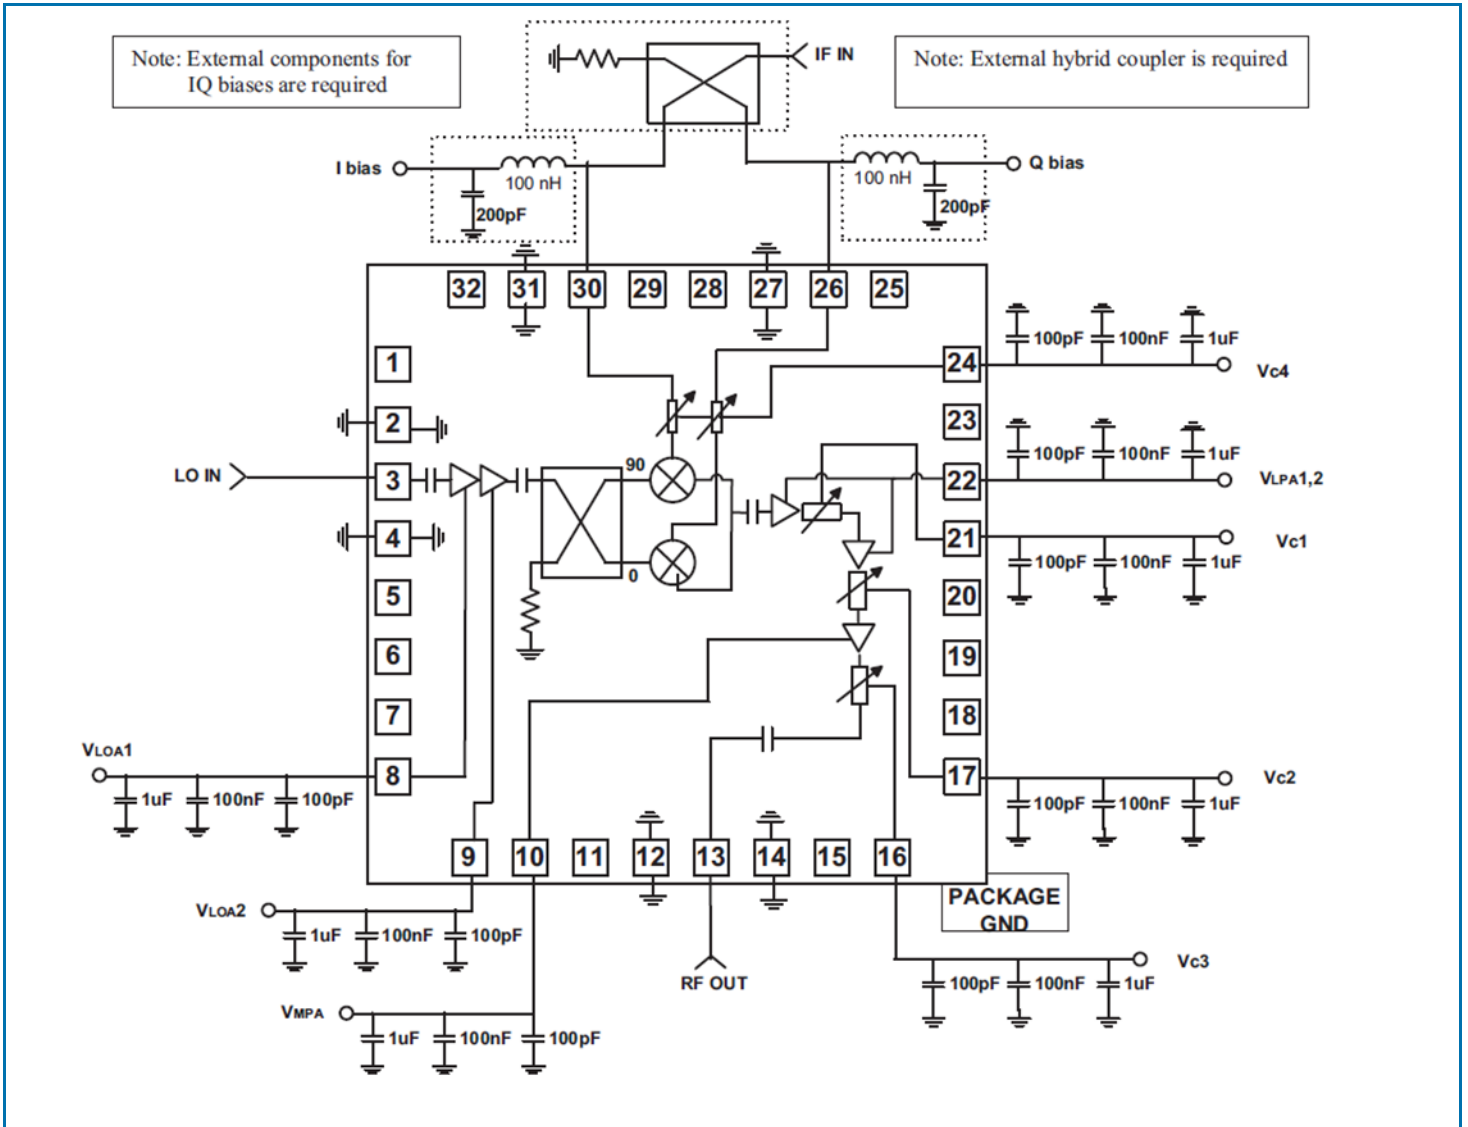 Note: External components for
IQ biases are required
IF IN
Note: External hybrid coupler is required
I bias
100 nH
200pF
100 nH
200pF
Q bias
32
31
30
29
28
27
26
25
1
2
3
4
5
6
7
8
24
23
22
21
20
19
18
17
9
10
11
12
13
14
15
16
LO IN
90
0
100pF
100nF
1uF
Vc4
100pF
100nF
1uF
VLPA1,2
100pF
100nF
1uF
Vc1
100pF
100nF
1uF
Vc2
VLOA1
1uF
100nF
100pF
VLOA2
1uF
100nF
100pF
VMPA
1uF
100nF
100pF
RF OUT
PACKAGE
GND
100pF
100nF
1uF
Vc3